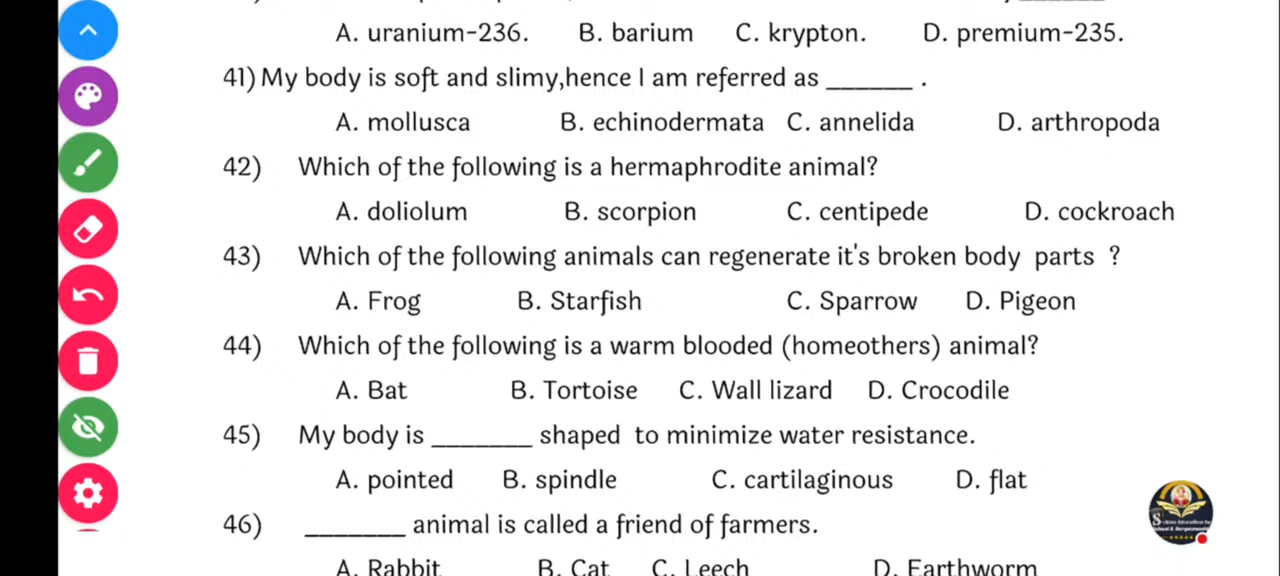 A. uranium-236. B. barium C. krypton. D. premium-235.
41) My body is soft and slimy,hence I am referred as ______ .
A. mollusca B. echinodermata C. annelida D. arthropoda
42) Which of the following is a hermaphrodite animal?
A. doliolum B. scorpion C. centipede D. cockroach
43) Which of the following animals can regenerate it's broken body parts ?
A. Frog B. Starfish C. Sparrow D. Pigeon
44) Which of the following is a warm blooded (homeothers) animal?
A. Bat B. Tortoise C. Wall lizard D. Crocodile
45) My body is _______ shaped to minimize water resistance.
A. pointed B. spindle C. cartilaginous D. flat
46) _______ animal is called a friend of farmers.
A. Rabbit B. Cat C. Leech D. Earthworm